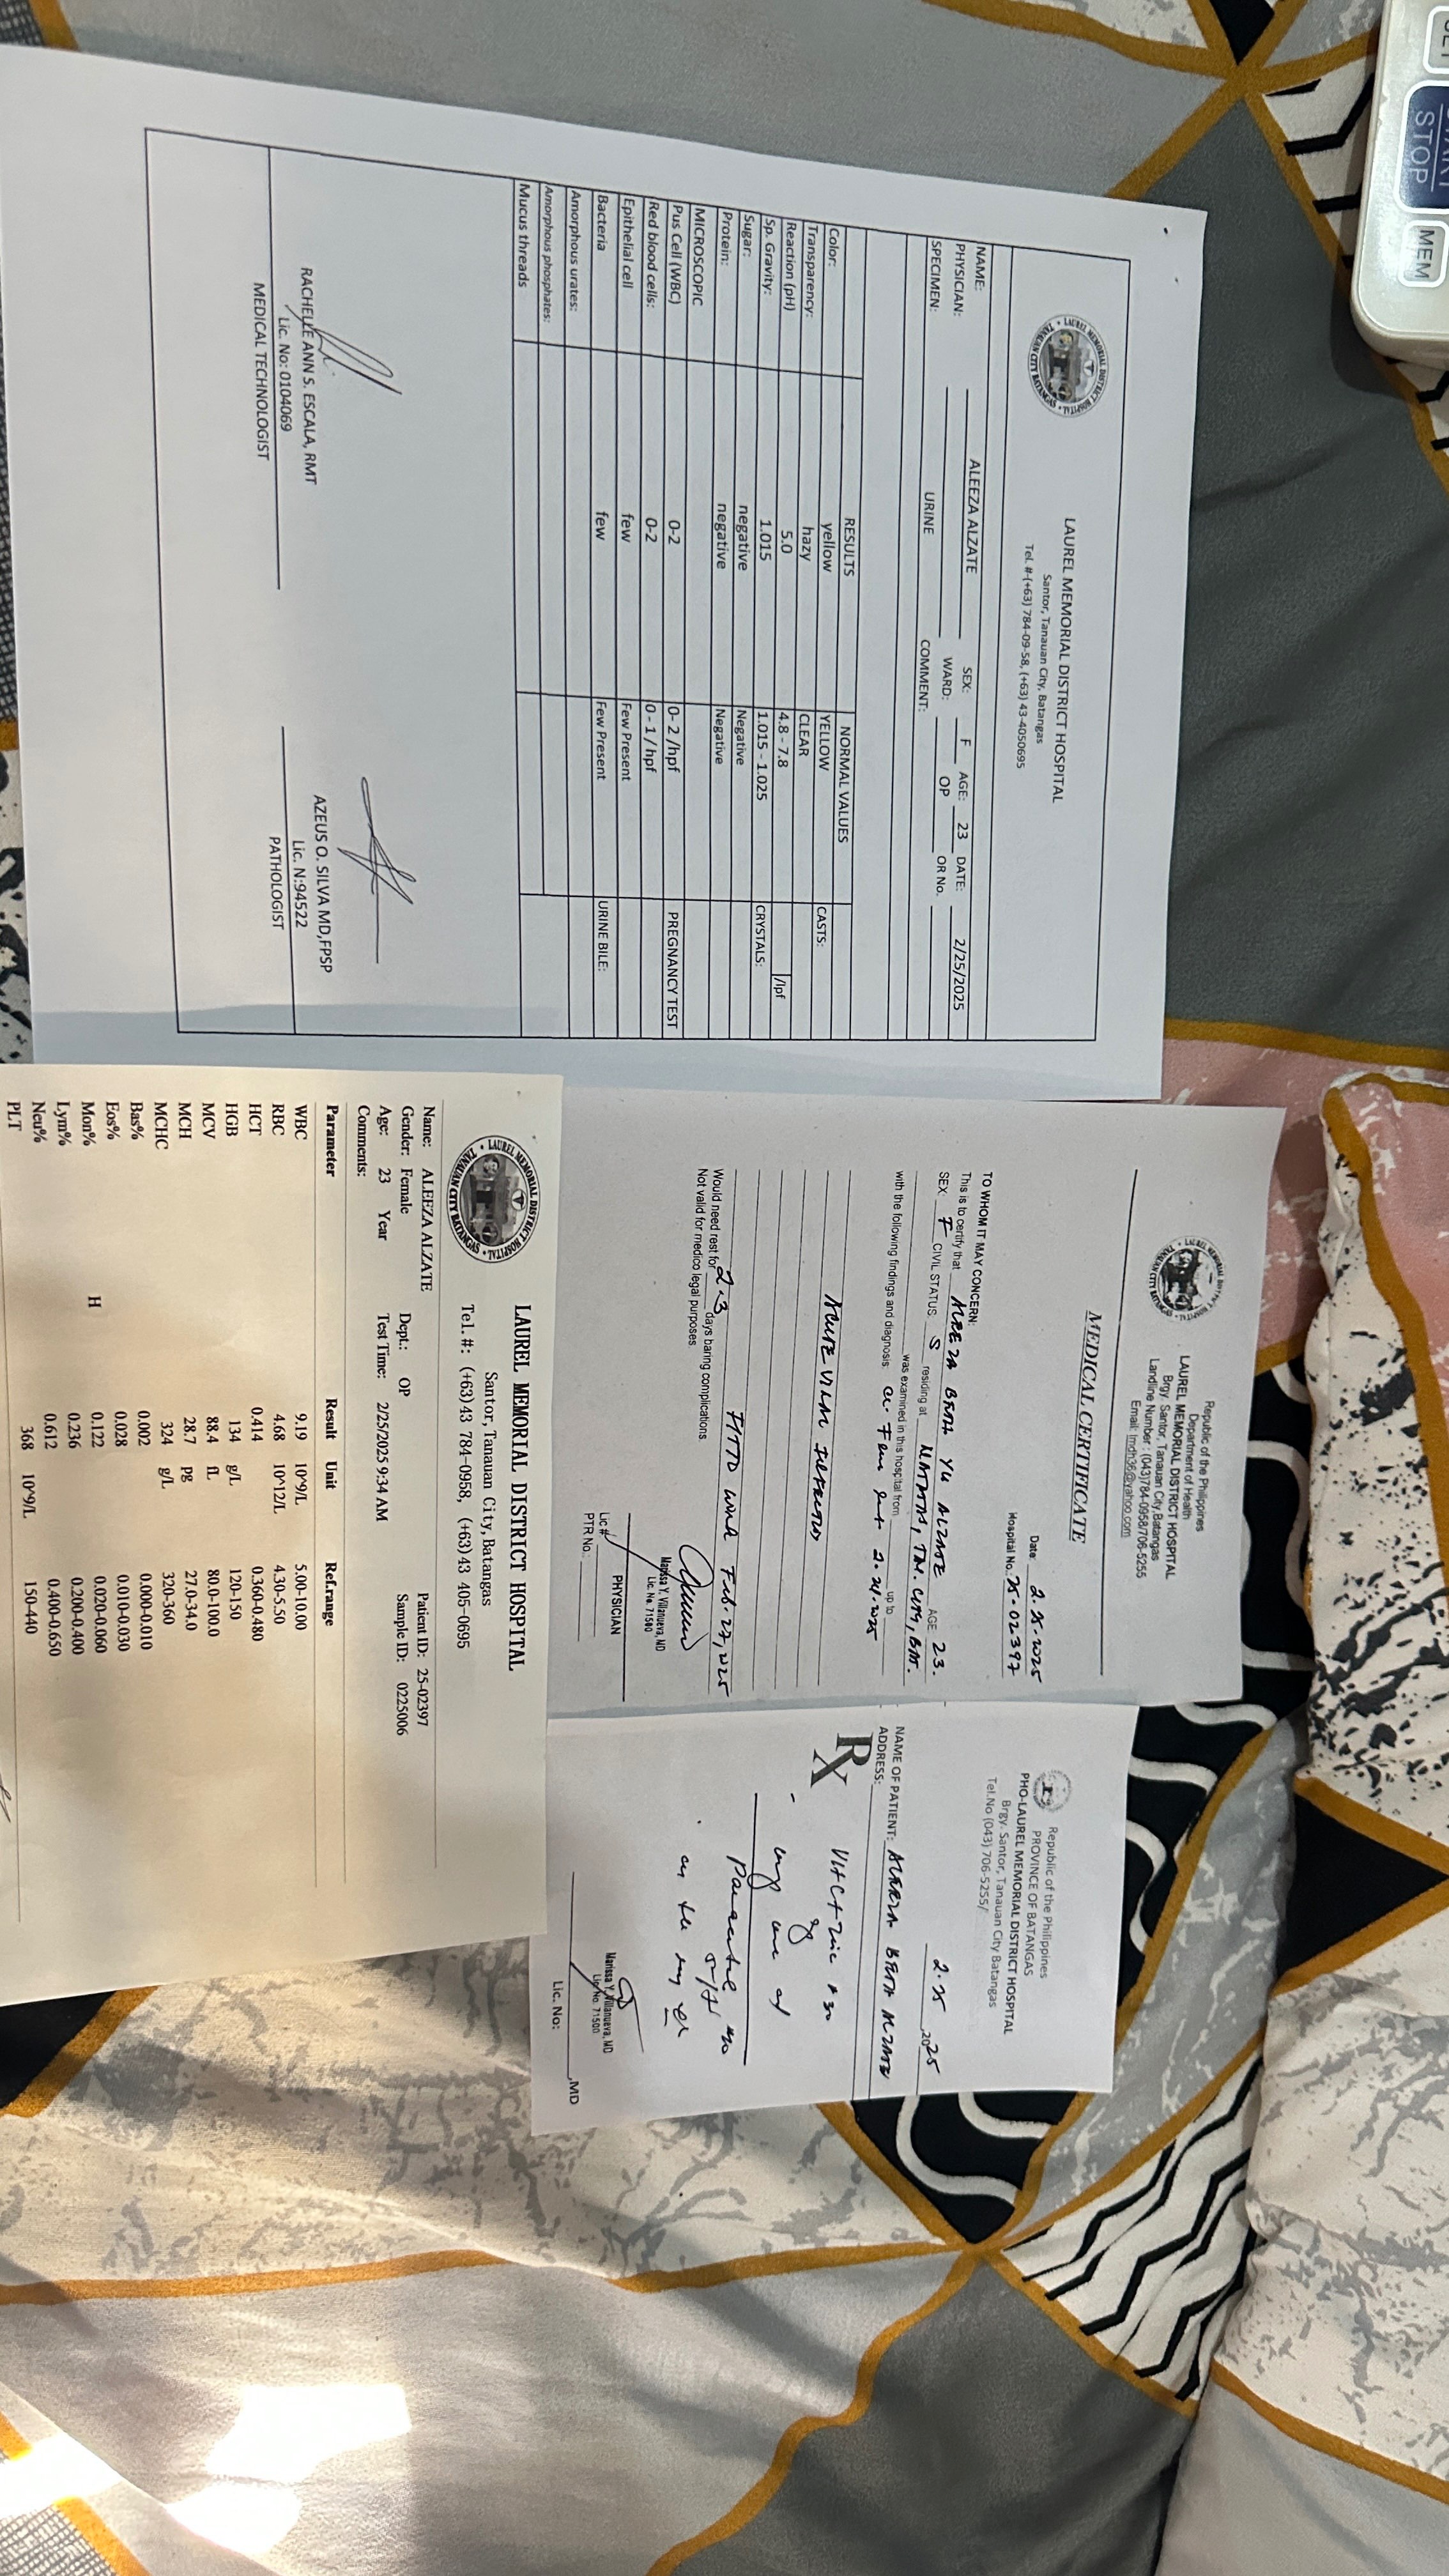 LAUREL MEMORIAL DISTRICT HOSPITAL
Santor, Tanauan City, Batangas
Tel. #-(+63) 784-09-58, (+63) 43-4050695
NAME: ALEEZA ALZATE SEX: F AGE: 23 DATE: 2/25/2025
PHYSICIAN: WARD: OP OR No.
SPECIMEN: URINE COMMENT:
RESULTS NORMAL VALUES
Color: yellow YELLOW CASTS:
Transparency: hazy CLEAR
Reaction (pH) 5.0 4.8 - 7.8 /lpf
Sp. Gravity: 1.015 1.015 - 1.025 CRYSTALS:
Sugar: negative Negative
Protein: negative Negative
MICROSCOPIC
Pus Cell (WBC) 0-2 0- 2 /hpf PREGNANCY TEST
Red blood cells: 0-2 0 - 1 / hpf
Epithelial cell few Few Present
Bacteria few Few Present URINE BILE:
Amorphous urates:
Amorphous phosphates:
Mucus threads
RACHELLE ANN S. ESCALA, RMT
Lic. No: 0104069
MEDICAL TECHNOLOGIST
AZEUS O. SILVA MD,FPSP
Lic. N:94522
PATHOLOGIST
Republic of the Philippines
Department of Health
LAUREL MEMORIAL DISTRICT HOSPITAL
Brgy. Santor, Tanauan City,Batangas
Landline Number : (043)784-0958/706-5255
Email: lmdh36@yahoo.com
MEDICAL CERTIFICATE
Date: 2.25.2025
Hospital No. 25-02397
TO WHOM IT MAY CONCERN:
This is to certify that ALEEZA BETH YU ALZATE AGE 23.
SEX: F CIVIL STATUS S residing at NATATAS, TAN. CITY, BAT.
was examined in this hospital from up to
with the following findings and diagnosis:
ACUTE VIRAL INFECTION
FITTO WORK Feb. 27, 2025
Would need rest for 2-3 days baring complications
Not valid for medico legal purposes
Marissa Y. Villanueva, MD
Lic. No. 71500
PHYSICIAN
Lic #
PTR No.:
Republic of the Philippines
PROVINCE OF BATANGAS
PHO-LAUREL MEMORIAL DISTRICT HOSPITAL
Brgy. Santor, Tanauan City Batangas
Tel.No (043) 706-5255/
2.25 ,2025
NAME OF PATIENT: ALEEZA BETH ALZATE
ADDRESS:
Rx
Vit C + Zinc
Paracetamol
Marissa Y. Villanueva, MD
Lic. No. 71500
,MD
Lic. No:
LAUREL MEMORIAL DISTRICT HOSPITAL
Santor, Tanauan City, Batangas
Tel.#: (+63)43 784-0958, (+63)43 405-0695
Name: ALEEZA ALZATE Patient ID: 25-02397
Gender: Female Dept.: OP Sample ID: 0225006
Age: 23 Year Test Time: 2/25/2025 9:34 AM
Comments:
Parameter Result Unit Ref.range
WBC 9.19 10^9/L 5.00-10.00
RBC 4.68 10^12/L 4.30-5.50
HCT 0.414 0.360-0.480
HGB 134 g/L 120-150
MCV 88.4 fL 80.0-100.0
MCH 28.7 pg 27.0-34.0
MCHC 324 g/L 320-360
Bas% 0.002 0.000-0.010
Eos% 0.028 0.010-0.030
Mon% H 0.122 0.020-0.060
Lym% 0.236 0.200-0.400
Neu% 0.612 0.400-0.650
PLT 368 10^9/L 150-440
STOP
MEM